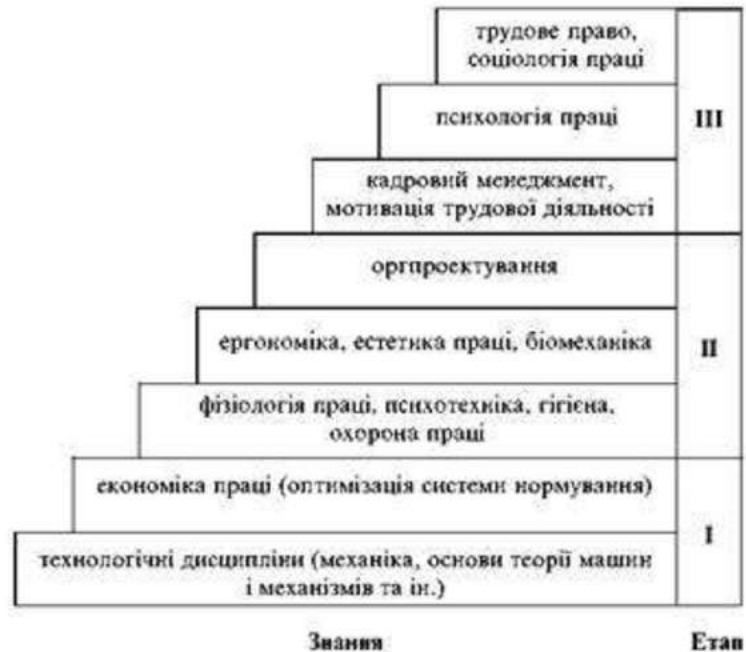 трудове право,
соціологія праці
психологія праці
III
кадровий менеджмент,
мотивація трудової діяльності
оргпроектування
ергономіка, естетика праці, біомеханіка
II
фізіологія праці, психотехніка, гігієна,
охорона праці
економіка праці (оптимізація системи нормування)
I
технологічні дисципліни (механіка, основи теорії машин
і механізмів та ін.)
Знання
Етап